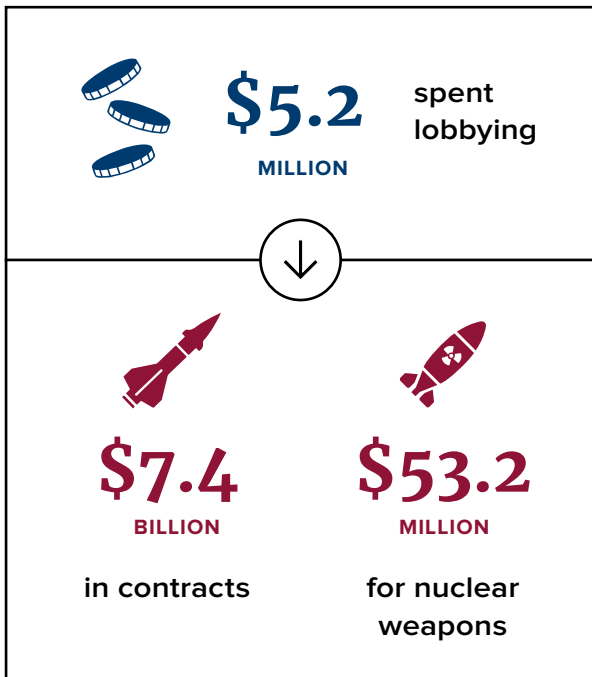 $5.2
MILLION
spent
lobbying
$7.4
BILLION
in contracts
$53.2
MILLION
for nuclear
weapons